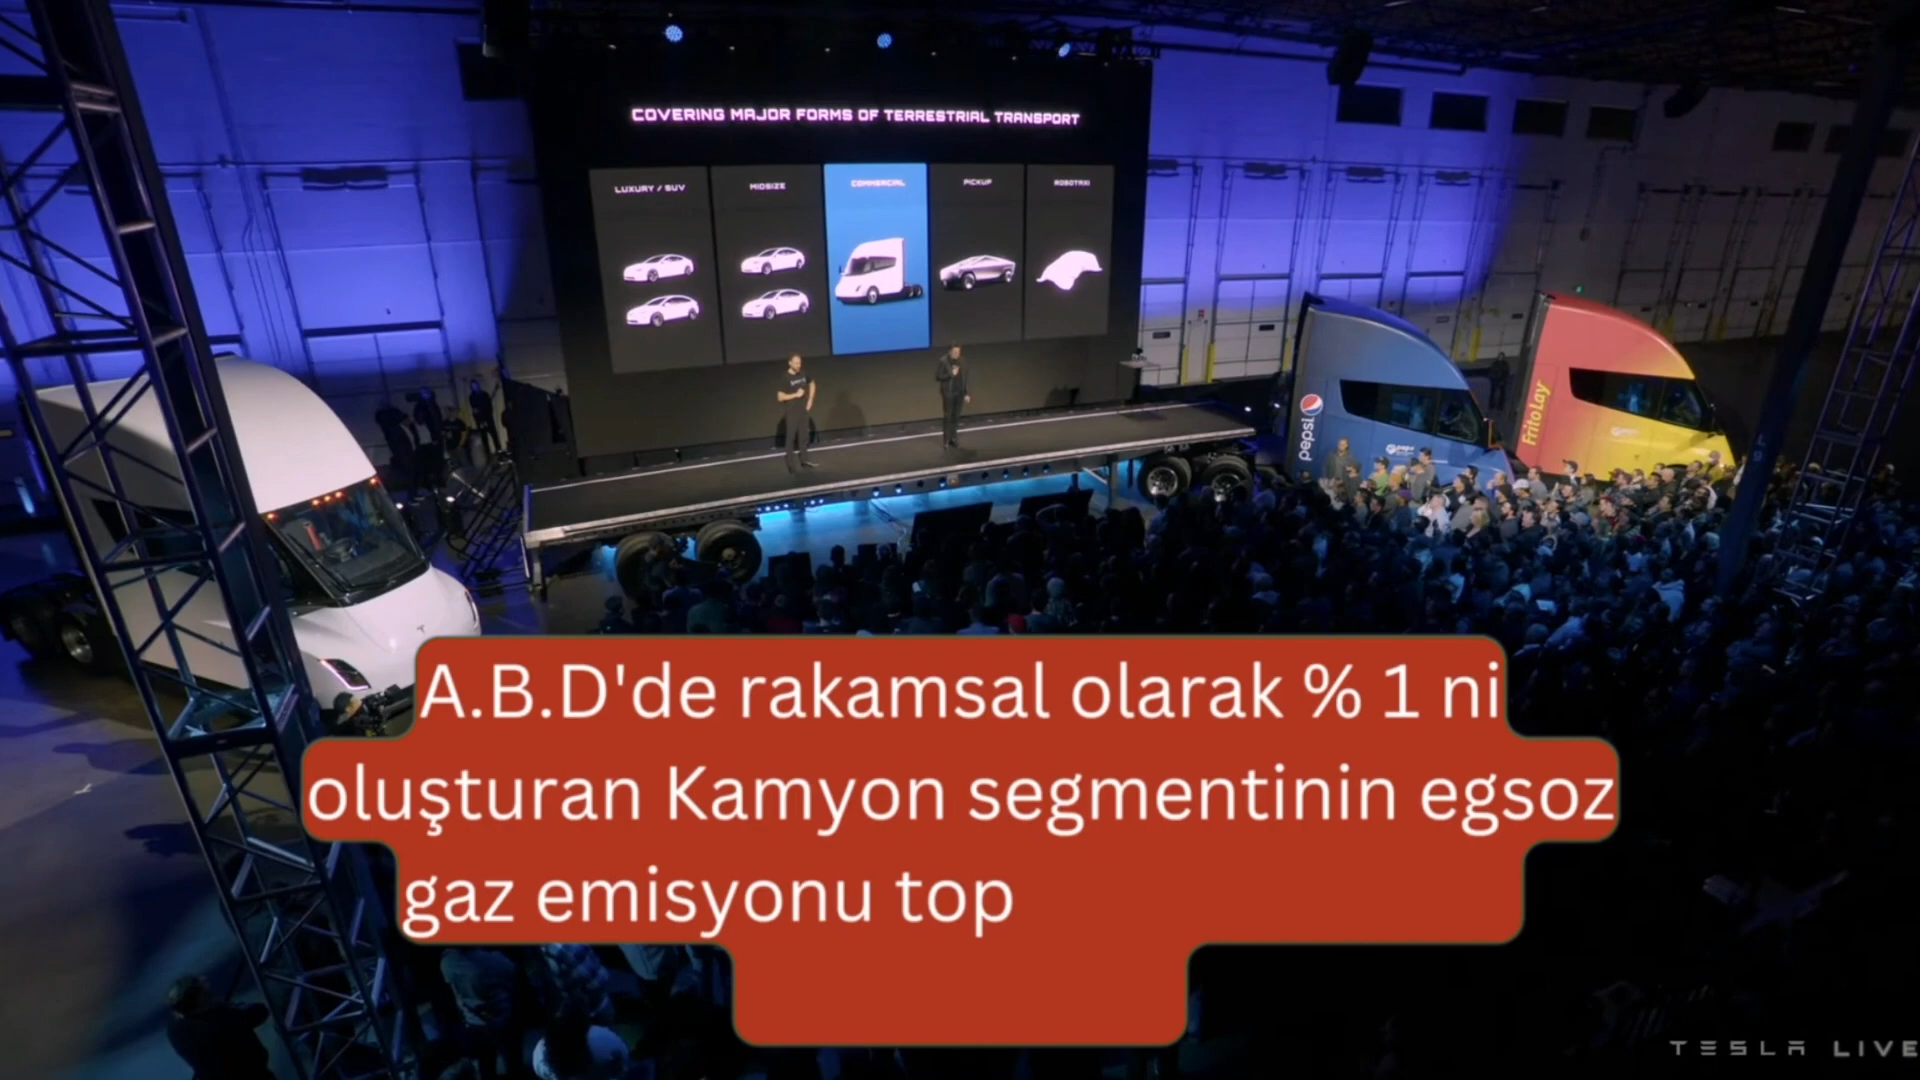 COVERING MAJOR FORMS OF TERRESTRIAL TRANSPORT
LUXURY / SUV
MIDSIZE
COMMERCIAL
PICKUP
ROBOTAXI
pepsi
FritoLay
A.B.D'de rakamsal olarak % 1 ni
oluşturan Kamyon segmentinin egsoz
gaz emisyonu top
TESLA LIVE